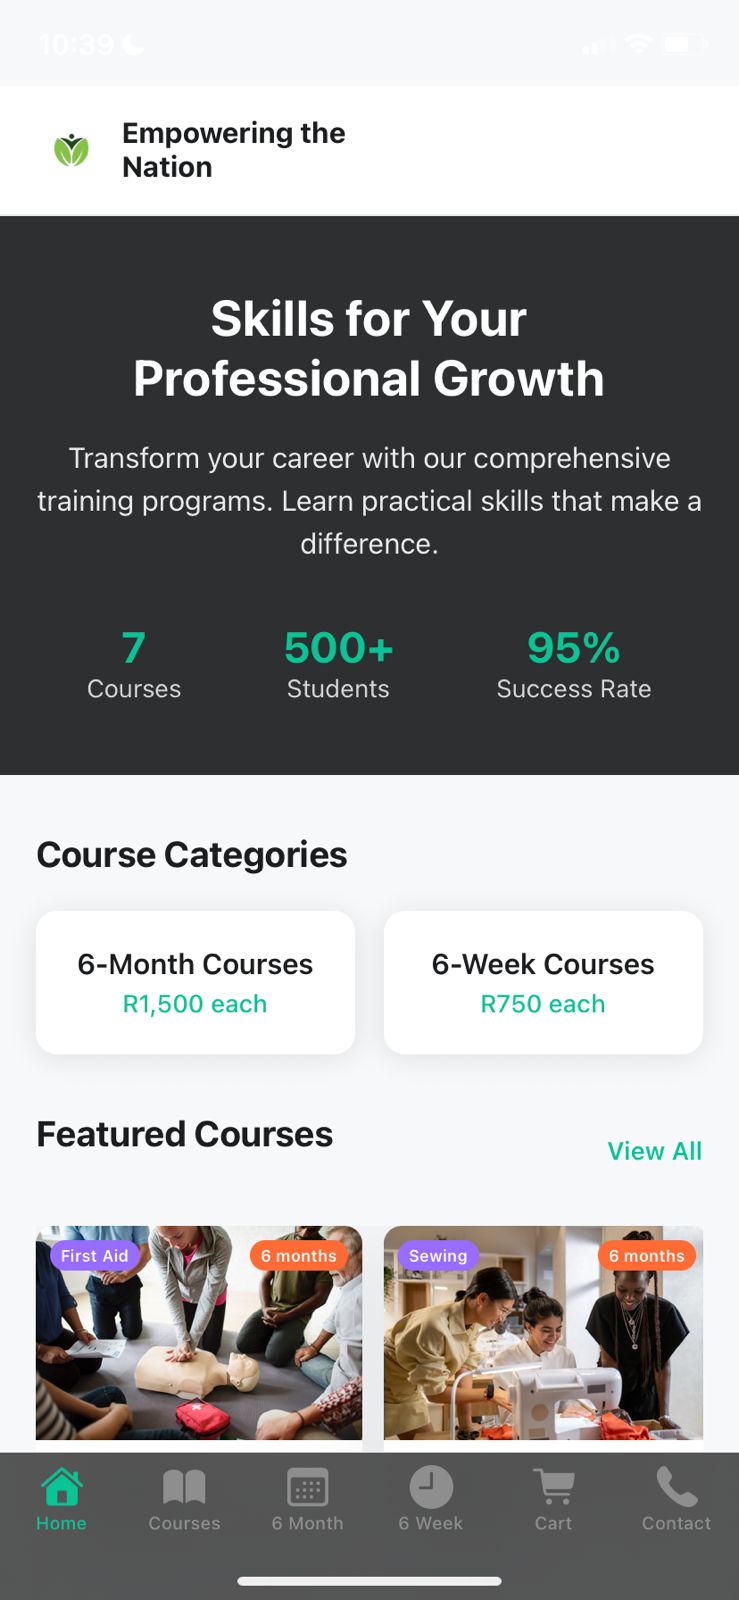 10:39
Empowering the
Nation
Skills for Your
Professional Growth
Transform your career with our comprehensive
training programs. Learn practical skills that make a
difference.
7 500+ 95%
Courses Students Success Rate
Course Categories
6-Month Courses 6-Week Courses
R1,500 each R750 each
Featured Courses
View All
First Aid 6 months Sewing 6 months
Home Courses 6 Month 6 Week Cart Contact